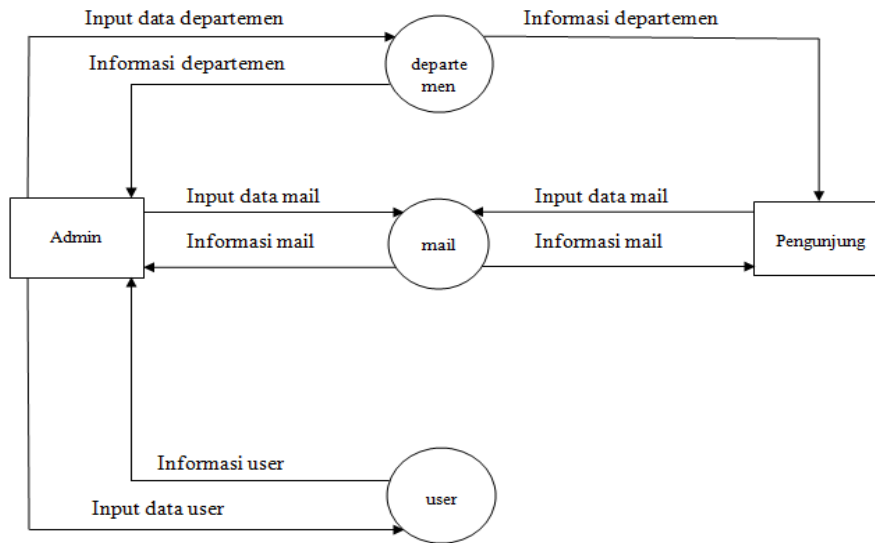 Input data departemen
Informasi departemen
Informasi departemen
departe
men
Input data mail
Input data mail
Admin
Informasi mail
mail
Informasi mail
Pengunjung
Informasi user
Input data user
user